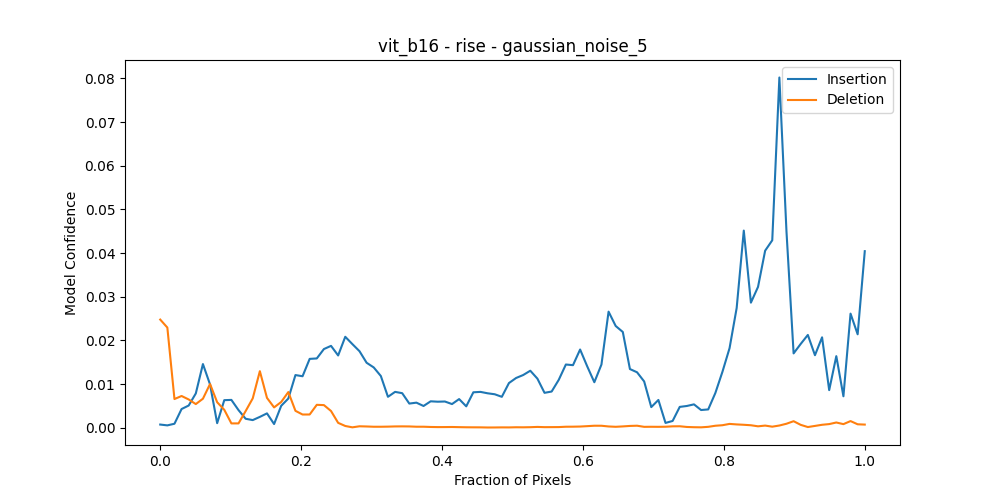 vit_b16 - rise - gaussian_noise_5
Insertion
Deletion
0.08
0.07
0.06
0.05
0.04
0.03
0.02
0.01
0.00
Model Confidence
0.0 0.2 0.4 0.6 0.8 1.0
Fraction of Pixels